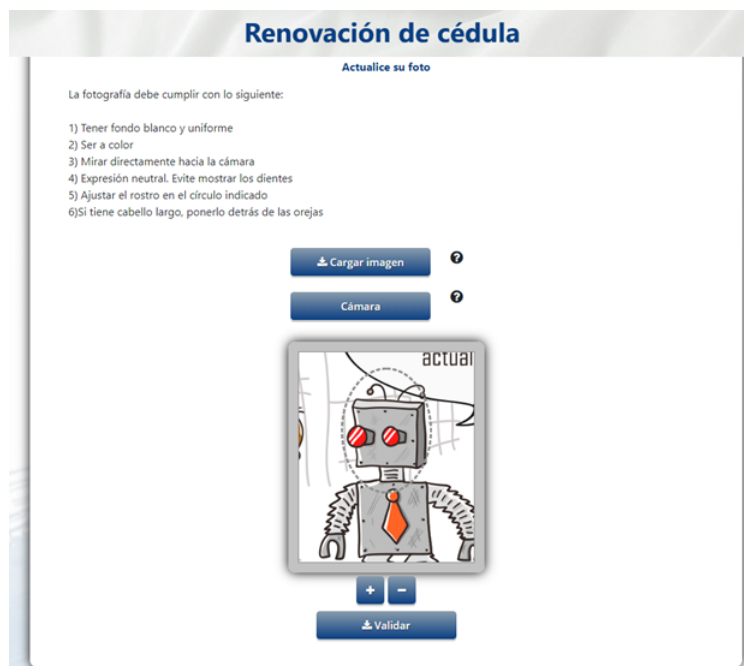 Renovación de cédula
Actualice su foto
La fotografía debe cumplir con lo siguiente:
1) Tener fondo blanco y uniforme
2) Ser a color
3) Mirar directamente hacia la cámara
4) Expresión neutral. Evite mostrar los dientes
5) Ajustar el rostro en el círculo indicado
6)Si tiene cabello largo, ponerlo detrás de las orejas
Cargar imagen ?
Cámara ?
actual
+ −
Validar